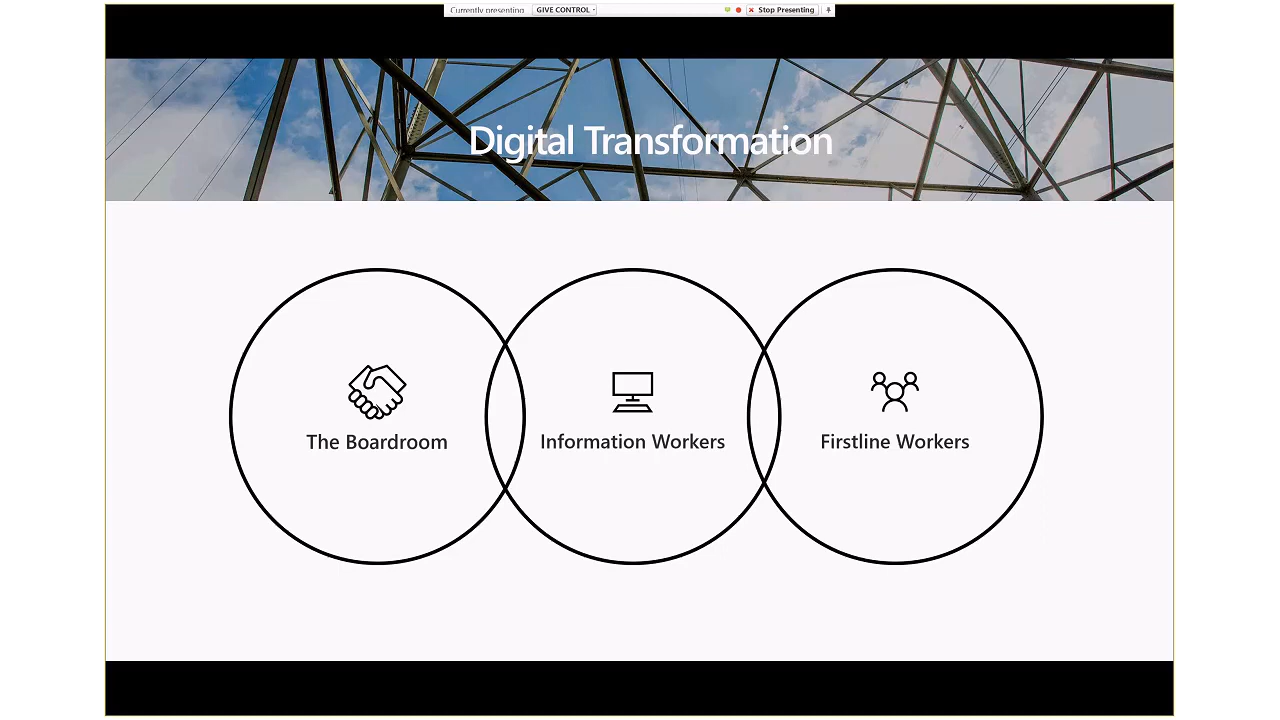 Currently presenting GIVE CONTROL Stop Presenting
Digital Transformation
The Boardroom
Information Workers
Firstline Workers